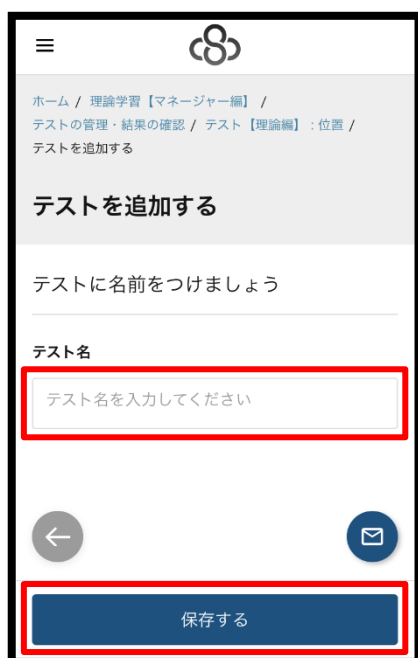 ホーム / 理論学習【マネージャー編】 /
テストの管理・結果の確認 / テスト【理論編】:位置 /
テストを追加する
テストを追加する
テストに名前をつけましょう
テスト名
テスト名を入力してください
保存する